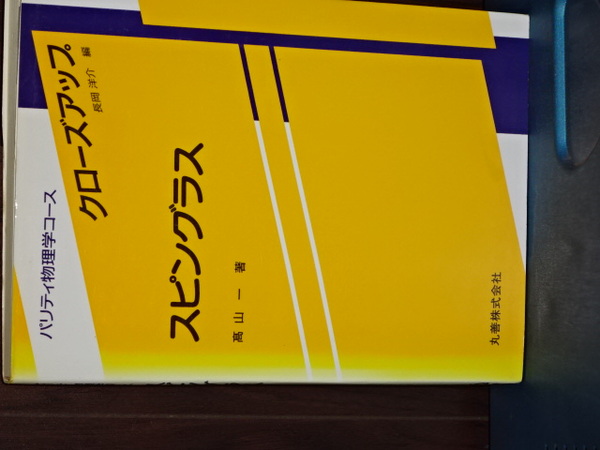 パリティ物理学コース
クローズアップ
長岡 洋介 編
スピングラス
高山 一 著
丸善株式会社